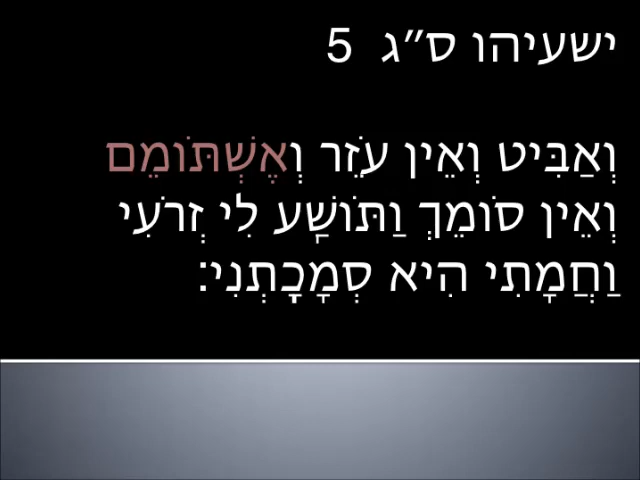 ישעיהו ס״ג 5
וְאַבִּיט וְאֵין עֹזֵר וְאֶשְׁתּוֹמֵם
וְאֵין סוֹמֵךְ וַתּוֹשַׁע לִי זְרֹעִי
וַחֲמָתִי הִיא סְמָכָתְנִי: